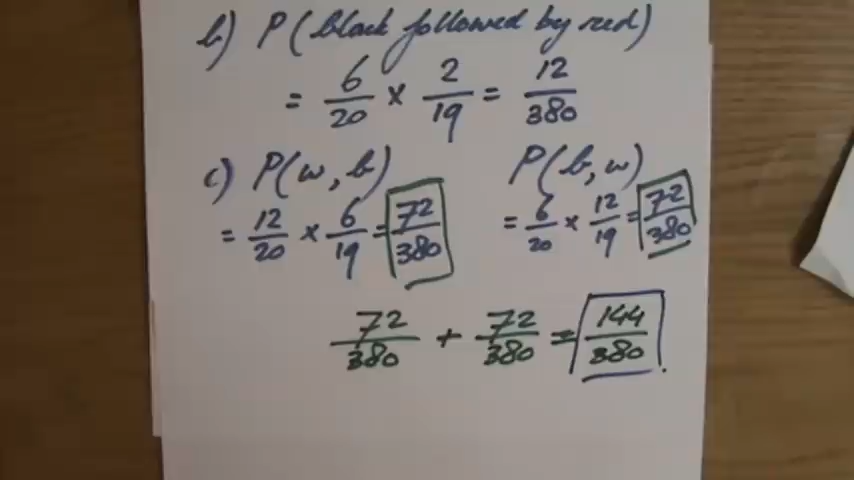 b) P(black followed by red)
= 6/20 × 2/19 = 12/380
c) P(w, b) P(b, w)
= 12/20 × 6/19 = 72/380 = 6/20 × 12/19 = 72/380
72/380 + 72/380 = 144/380.